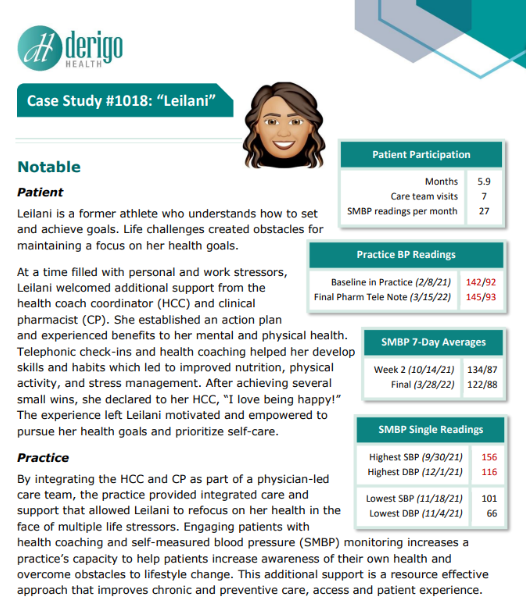 derigo
HEALTH
Case Study #1018: “Leilani”
Notable
Patient
Leilani is a former athlete who understands how to set
and achieve goals. Life challenges created obstacles for
maintaining a focus on her health goals.
At a time filled with personal and work stressors,
Leilani welcomed additional support from the
health coach coordinator (HCC) and clinical
pharmacist (CP). She established an action plan
and experienced benefits to her mental and physical health.
Telephonic check-ins and health coaching helped her develop
skills and habits which led to improved nutrition, physical
activity, and stress management. After achieving several
small wins, she declared to her HCC, “I love being happy!”
The experience left Leilani motivated and empowered to
pursue her health goals and prioritize self-care.
Practice
By integrating the HCC and CP as part of a physician-led
care team, the practice provided integrated care and
support that allowed Leilani to refocus on her health in the
face of multiple life stressors. Engaging patients with
health coaching and self-measured blood pressure (SMBP) monitoring increases a
practice’s capacity to help patients increase awareness of their own health and
overcome obstacles to lifestyle change. This additional support is a resource effective
approach that improves chronic and preventive care, access and patient experience.
Patient Participation
Months 5.9
Care team visits 7
SMBP readings per month 27
Practice BP Readings
Baseline in Practice (2/8/21) 142/92
Final Pharm Tele Note (3/15/22) 145/93
SMBP 7-Day Averages
Week 2 (10/14/21) 134/87
Final (3/28/22) 122/88
SMBP Single Readings
Highest SBP (9/30/21) 156
Highest DBP (12/1/21) 116
Lowest SBP (11/18/21) 101
Lowest DBP (11/4/21) 66